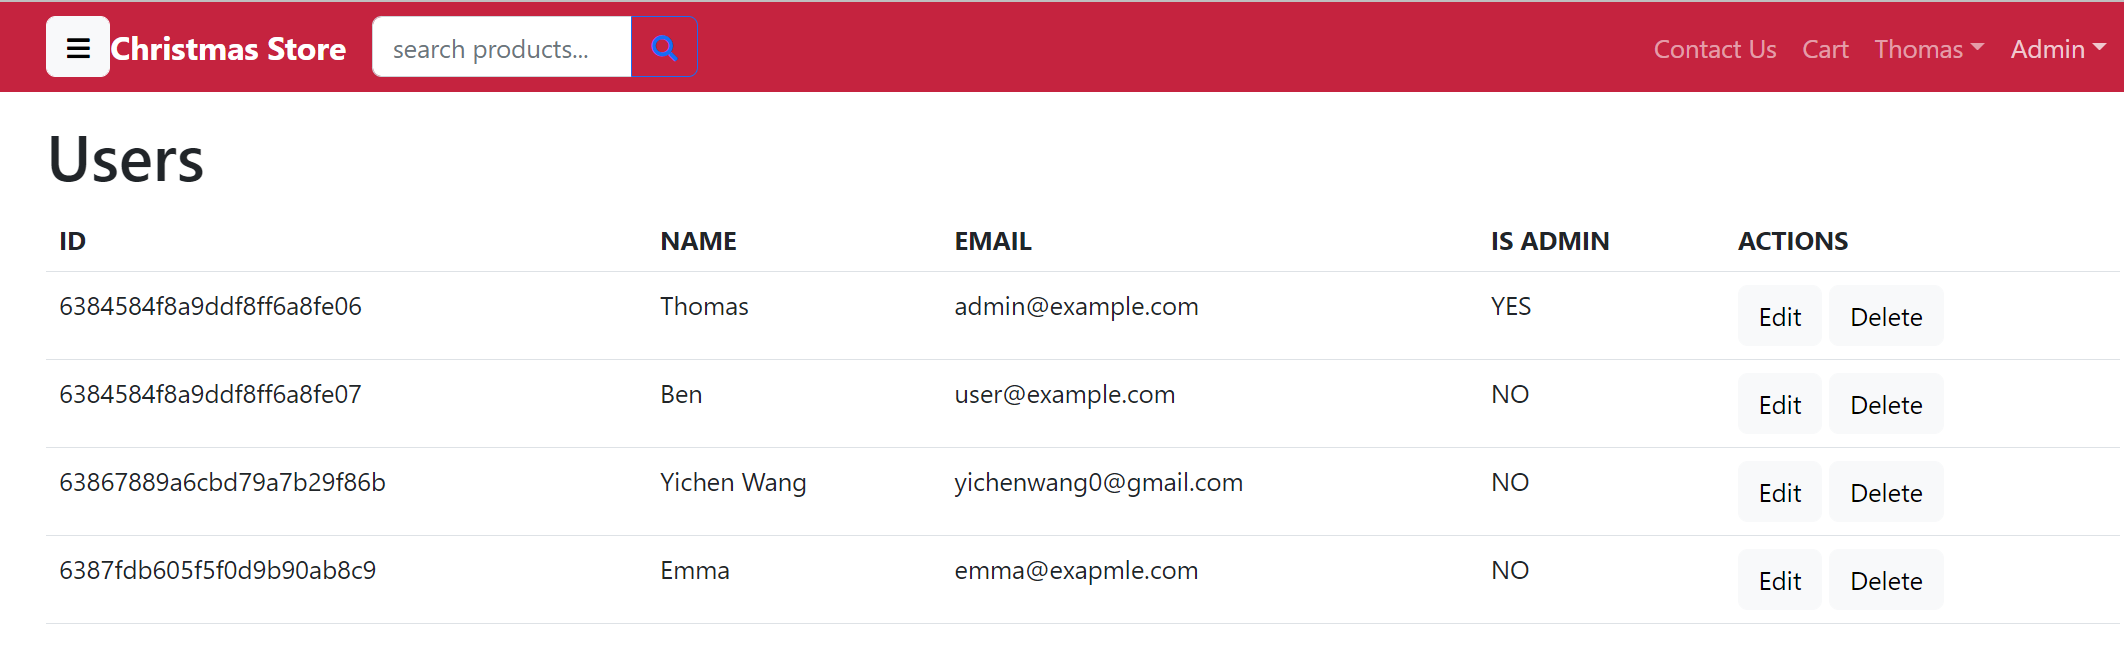 Christmas Store search products... Contact Us Cart Thomas Admin
Users
ID NAME EMAIL IS ADMIN ACTIONS
6384584f8a9ddf8ff6a8fe06 Thomas admin@example.com YES Edit Delete
6384584f8a9ddf8ff6a8fe07 Ben user@example.com NO Edit Delete
63867889a6cbd79a7b29f86b Yichen Wang yichenwang0@gmail.com NO Edit Delete
6387fdb605f5f0d9b90ab8c9 Emma emma@exapmle.com NO Edit Delete